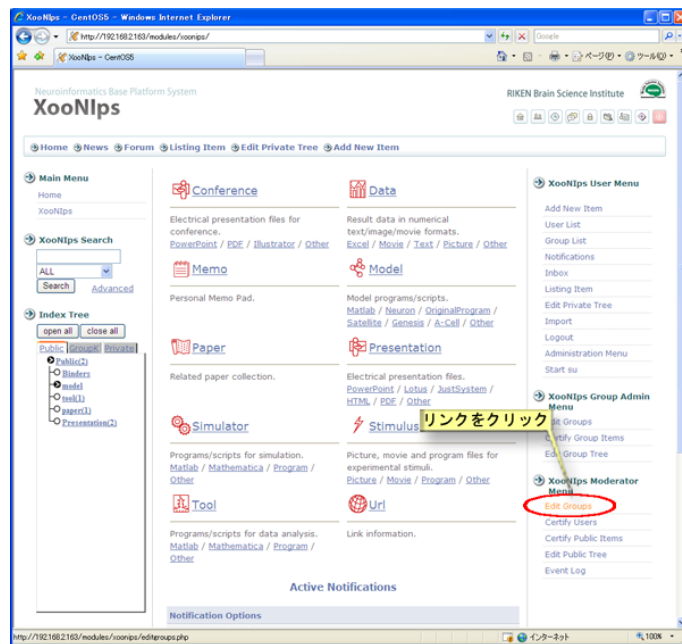 XooNIps - CentOS5 - Windows Internet Explorer
http://192.168.2.163/modules/xoonips/
Google
XooNIps - CentOS5
ページ(P)
ツール(O)
Neuroinformatics Base Platform System
XooNIps
RIKEN Brain Science Institute
Home News Forum Listing Item Edit Private Tree Add New Item
Main Menu
Home
XooNIps
XooNIps Search
ALL
Search Advanced
Index Tree
open all close all
Public GroupK Private
Public(2)
Binders
model
tool(1)
paper(1)
Presentation(2)
Conference
Electrical presentation files for
conference.
PowerPoint / PDF / Illustrator / Other
Data
Result data in numerical
text/image/movie formats.
Excel / Movie / Text / Picture / Other
Memo
Personal Memo Pad.
Model
Model programs/scripts.
Matlab / Neuron / OriginalProgram /
Satellite / Genesis / A-Cell / Other
Paper
Related paper collection.
Presentation
Electrical presentation files.
PowerPoint / Lotus / JustSystem /
HTML / PDF / Other
Simulator
Programs/scripts for simulation.
Matlab / Mathematica / Program /
Other
Stimulus
Picture, movie and program files for
experimental stimuli.
Picture / Movie / Program / Other
Tool
Programs/scripts for data analysis.
Matlab / Mathematica / Program /
Other
Url
Link information.
Active Notifications
Notification Options
XooNIps User Menu
Add New Item
User List
Group List
Notifications
Inbox
Listing Item
Edit Private Tree
Import
Logout
Administration Menu
Start su
XooNIps Group Admin
Menu
Edit Groups
Certify Group Items
Edit Group Tree
リンクをクリック
XooNIps Moderator
Menu
Edit Groups
Certify Users
Certify Public Items
Edit Public Tree
Event Log
http://192.168.2.163/modules/xoonips/editgroups.php
インターネット
100%